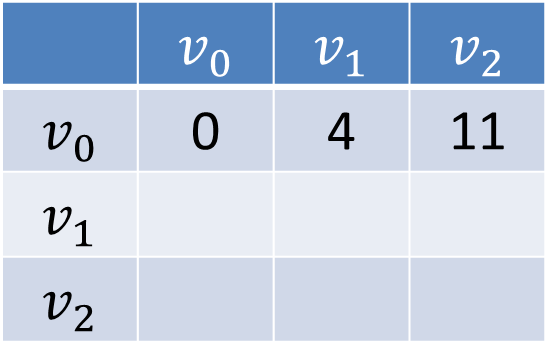 v₀ v₁ v₂
v₀ 0 4 11
v₁
v₂